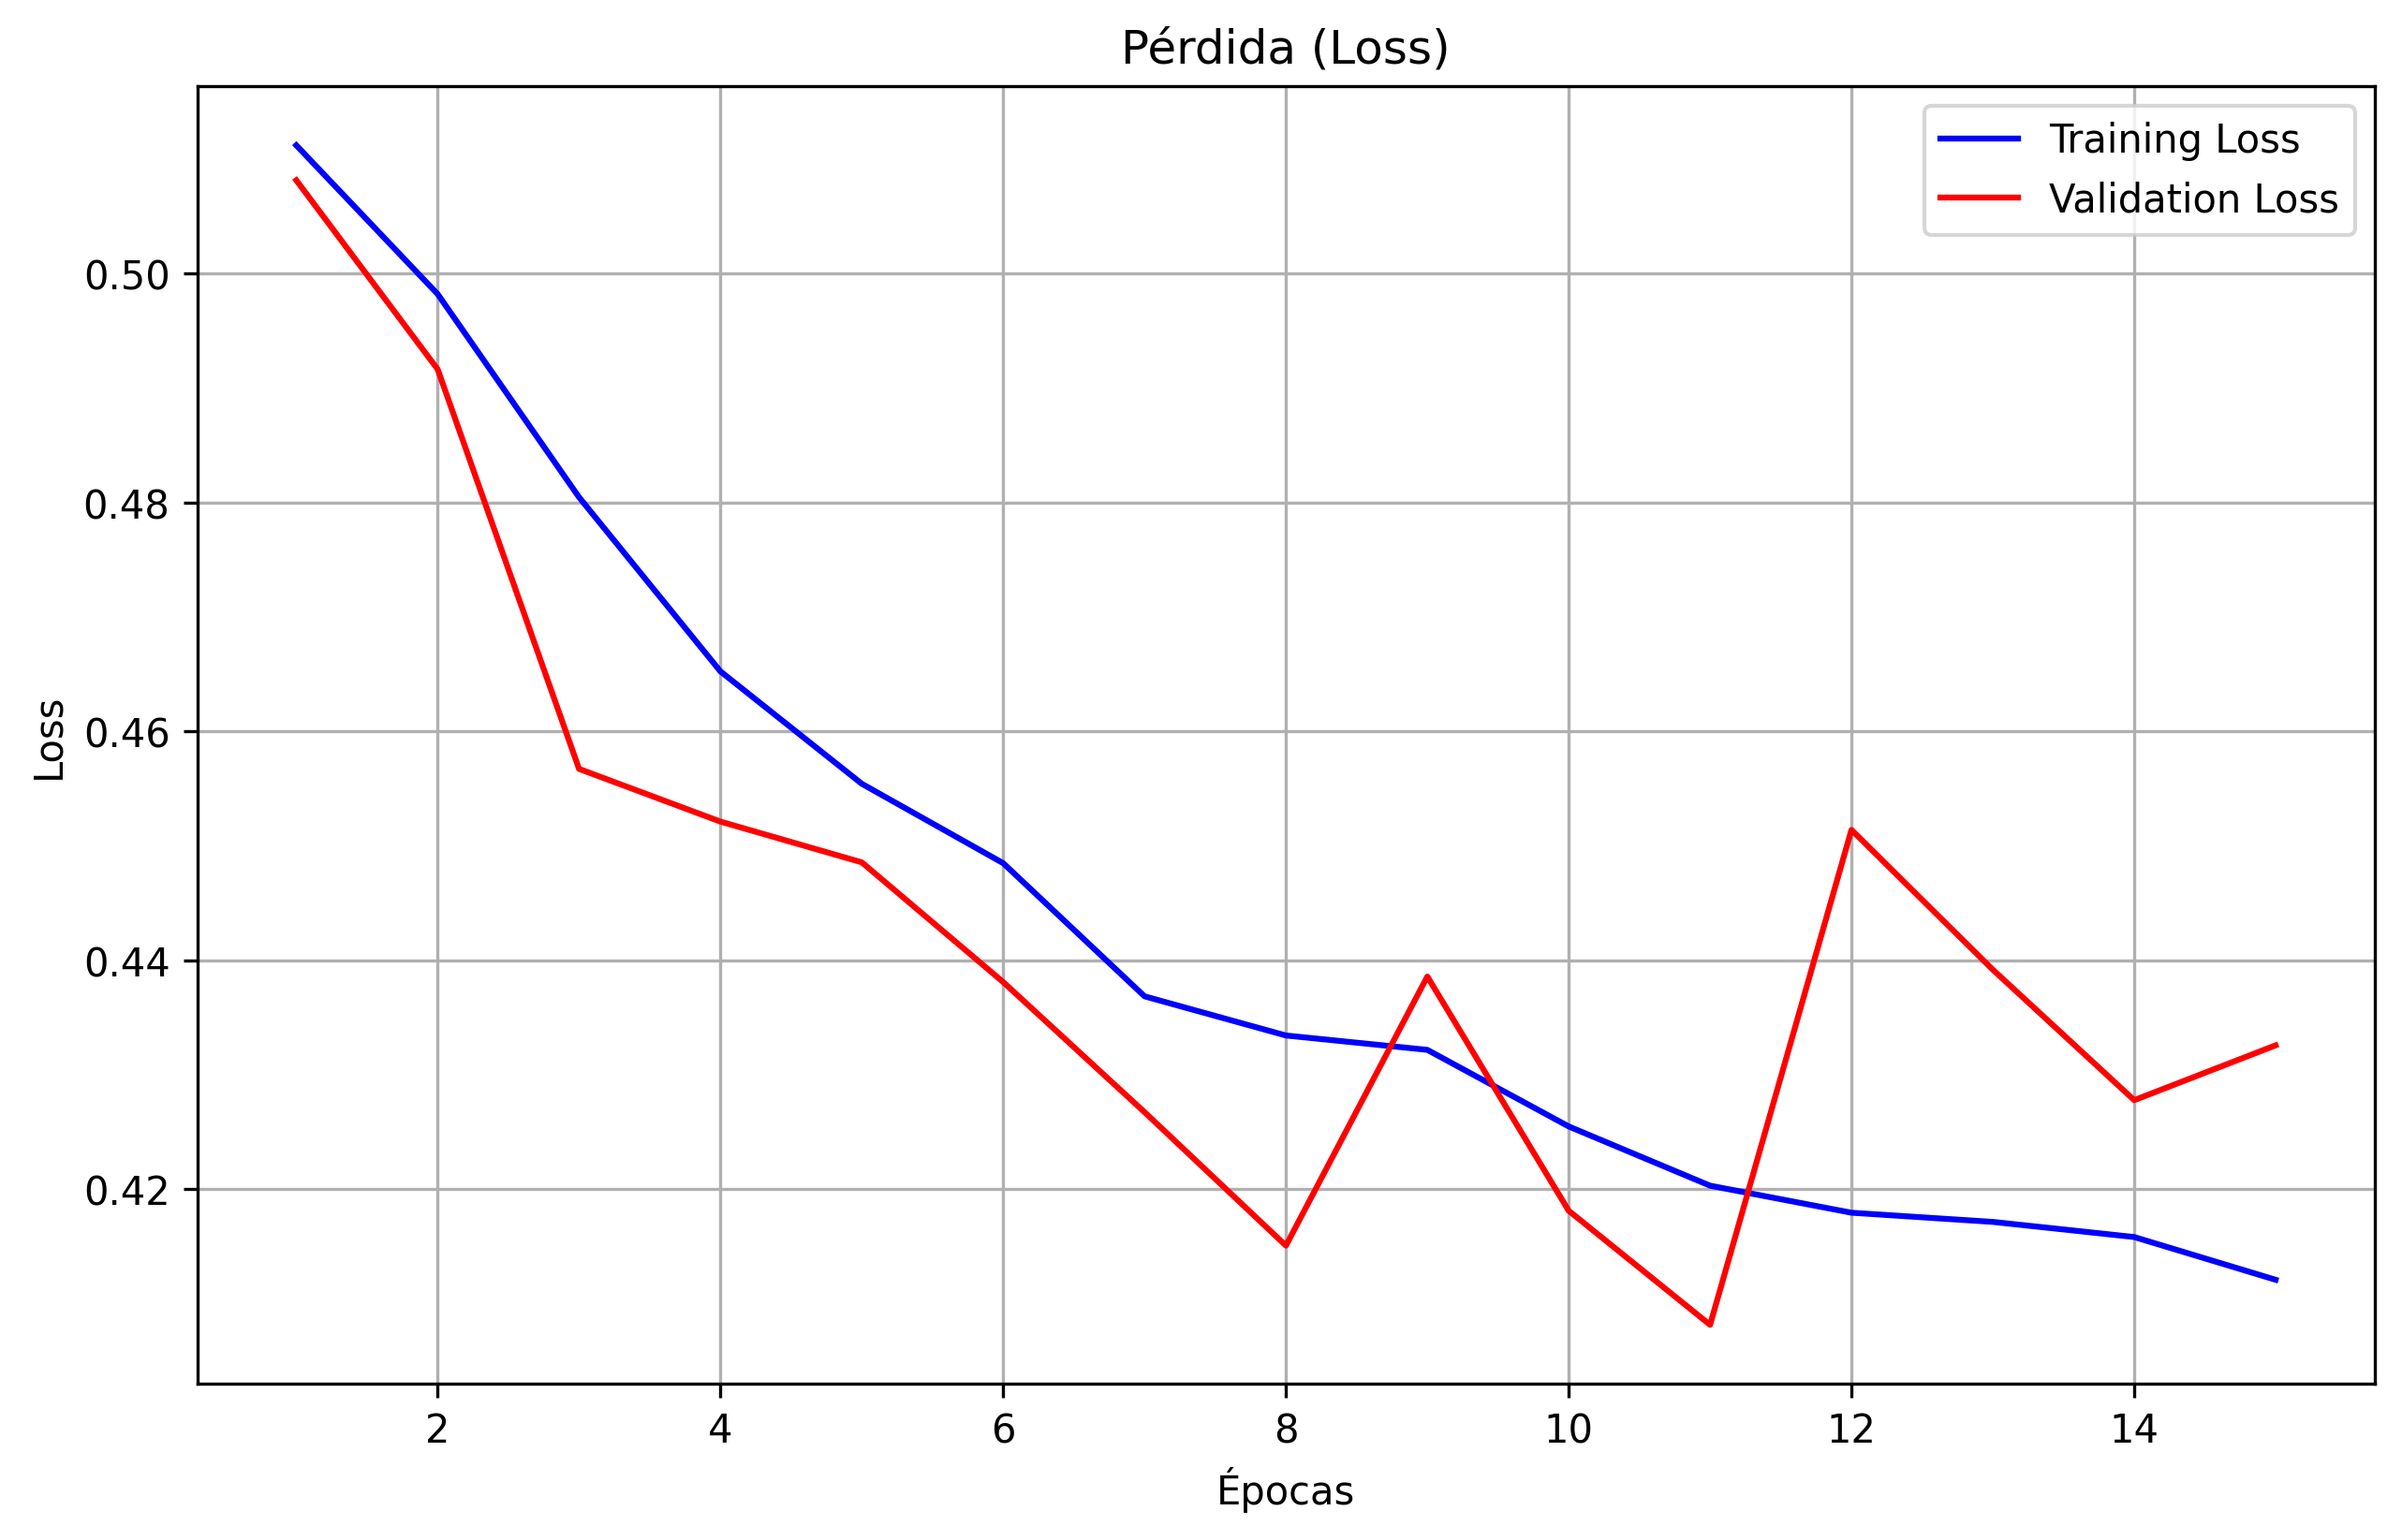 Pérdida (Loss)
Training Loss
Validation Loss
0.50
0.48
0.46
0.44
0.42
Loss
2 4 6 8 10 12 14
Épocas